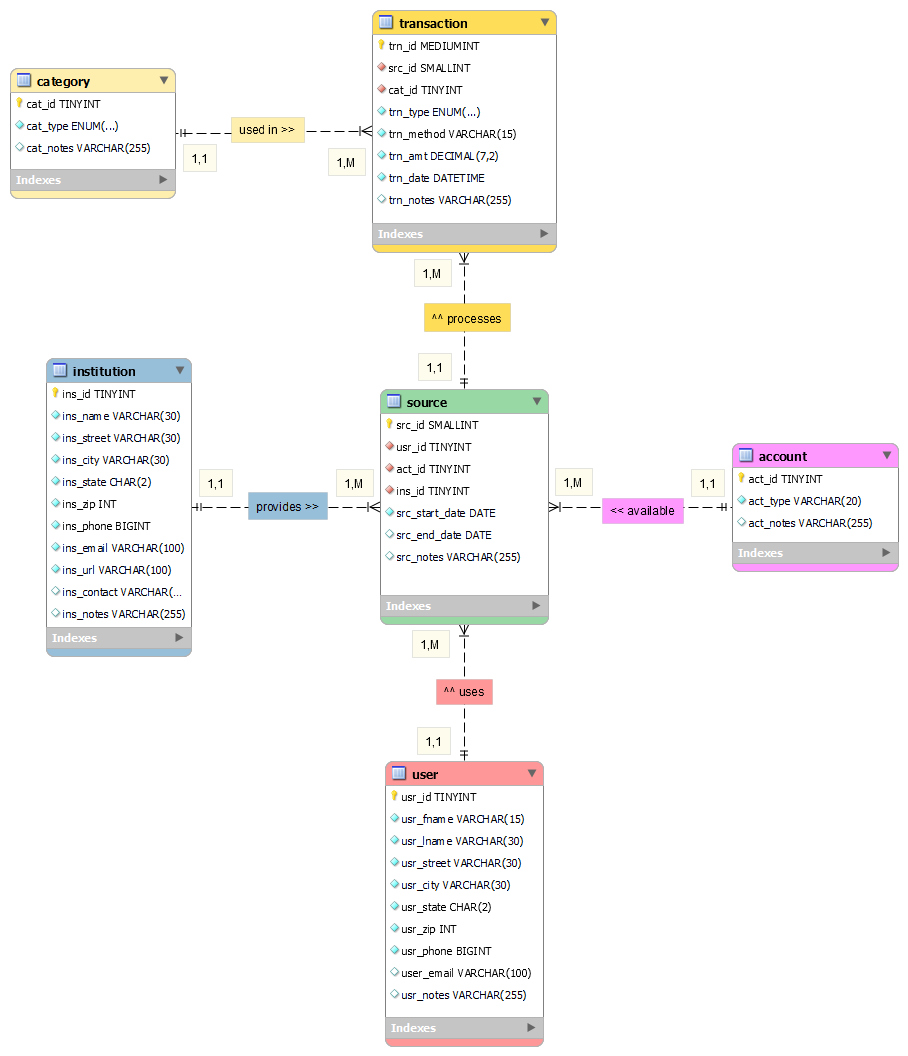 transaction
trn_id MEDIUMINT
src_id SMALLINT
cat_id TINYINT
trn_type ENUM(...)
trn_method VARCHAR(15)
trn_amt DECIMAL(7,2)
trn_date DATETIME
trn_notes VARCHAR(255)
Indexes
category
cat_id TINYINT
cat_type ENUM(...)
cat_notes VARCHAR(255)
Indexes
used in >>
1,1
1,M
1,M
^^ processes
1,1
institution
ins_id TINYINT
ins_name VARCHAR(30)
ins_street VARCHAR(30)
ins_city VARCHAR(30)
ins_state CHAR(2)
ins_zip INT
ins_phone BIGINT
ins_email VARCHAR(100)
ins_url VARCHAR(100)
ins_contact VARCHAR(...
ins_notes VARCHAR(255)
Indexes
1,1
provides >>
1,M
source
src_id SMALLINT
usr_id TINYINT
act_id TINYINT
ins_id TINYINT
src_start_date DATE
src_end_date DATE
src_notes VARCHAR(255)
Indexes
1,M
<< available
1,1
account
act_id TINYINT
act_type VARCHAR(20)
act_notes VARCHAR(255)
Indexes
1,M
^^ uses
1,1
user
usr_id TINYINT
usr_fname VARCHAR(15)
usr_lname VARCHAR(30)
usr_street VARCHAR(30)
usr_city VARCHAR(30)
usr_state CHAR(2)
usr_zip INT
usr_phone BIGINT
user_email VARCHAR(100)
usr_notes VARCHAR(255)
Indexes